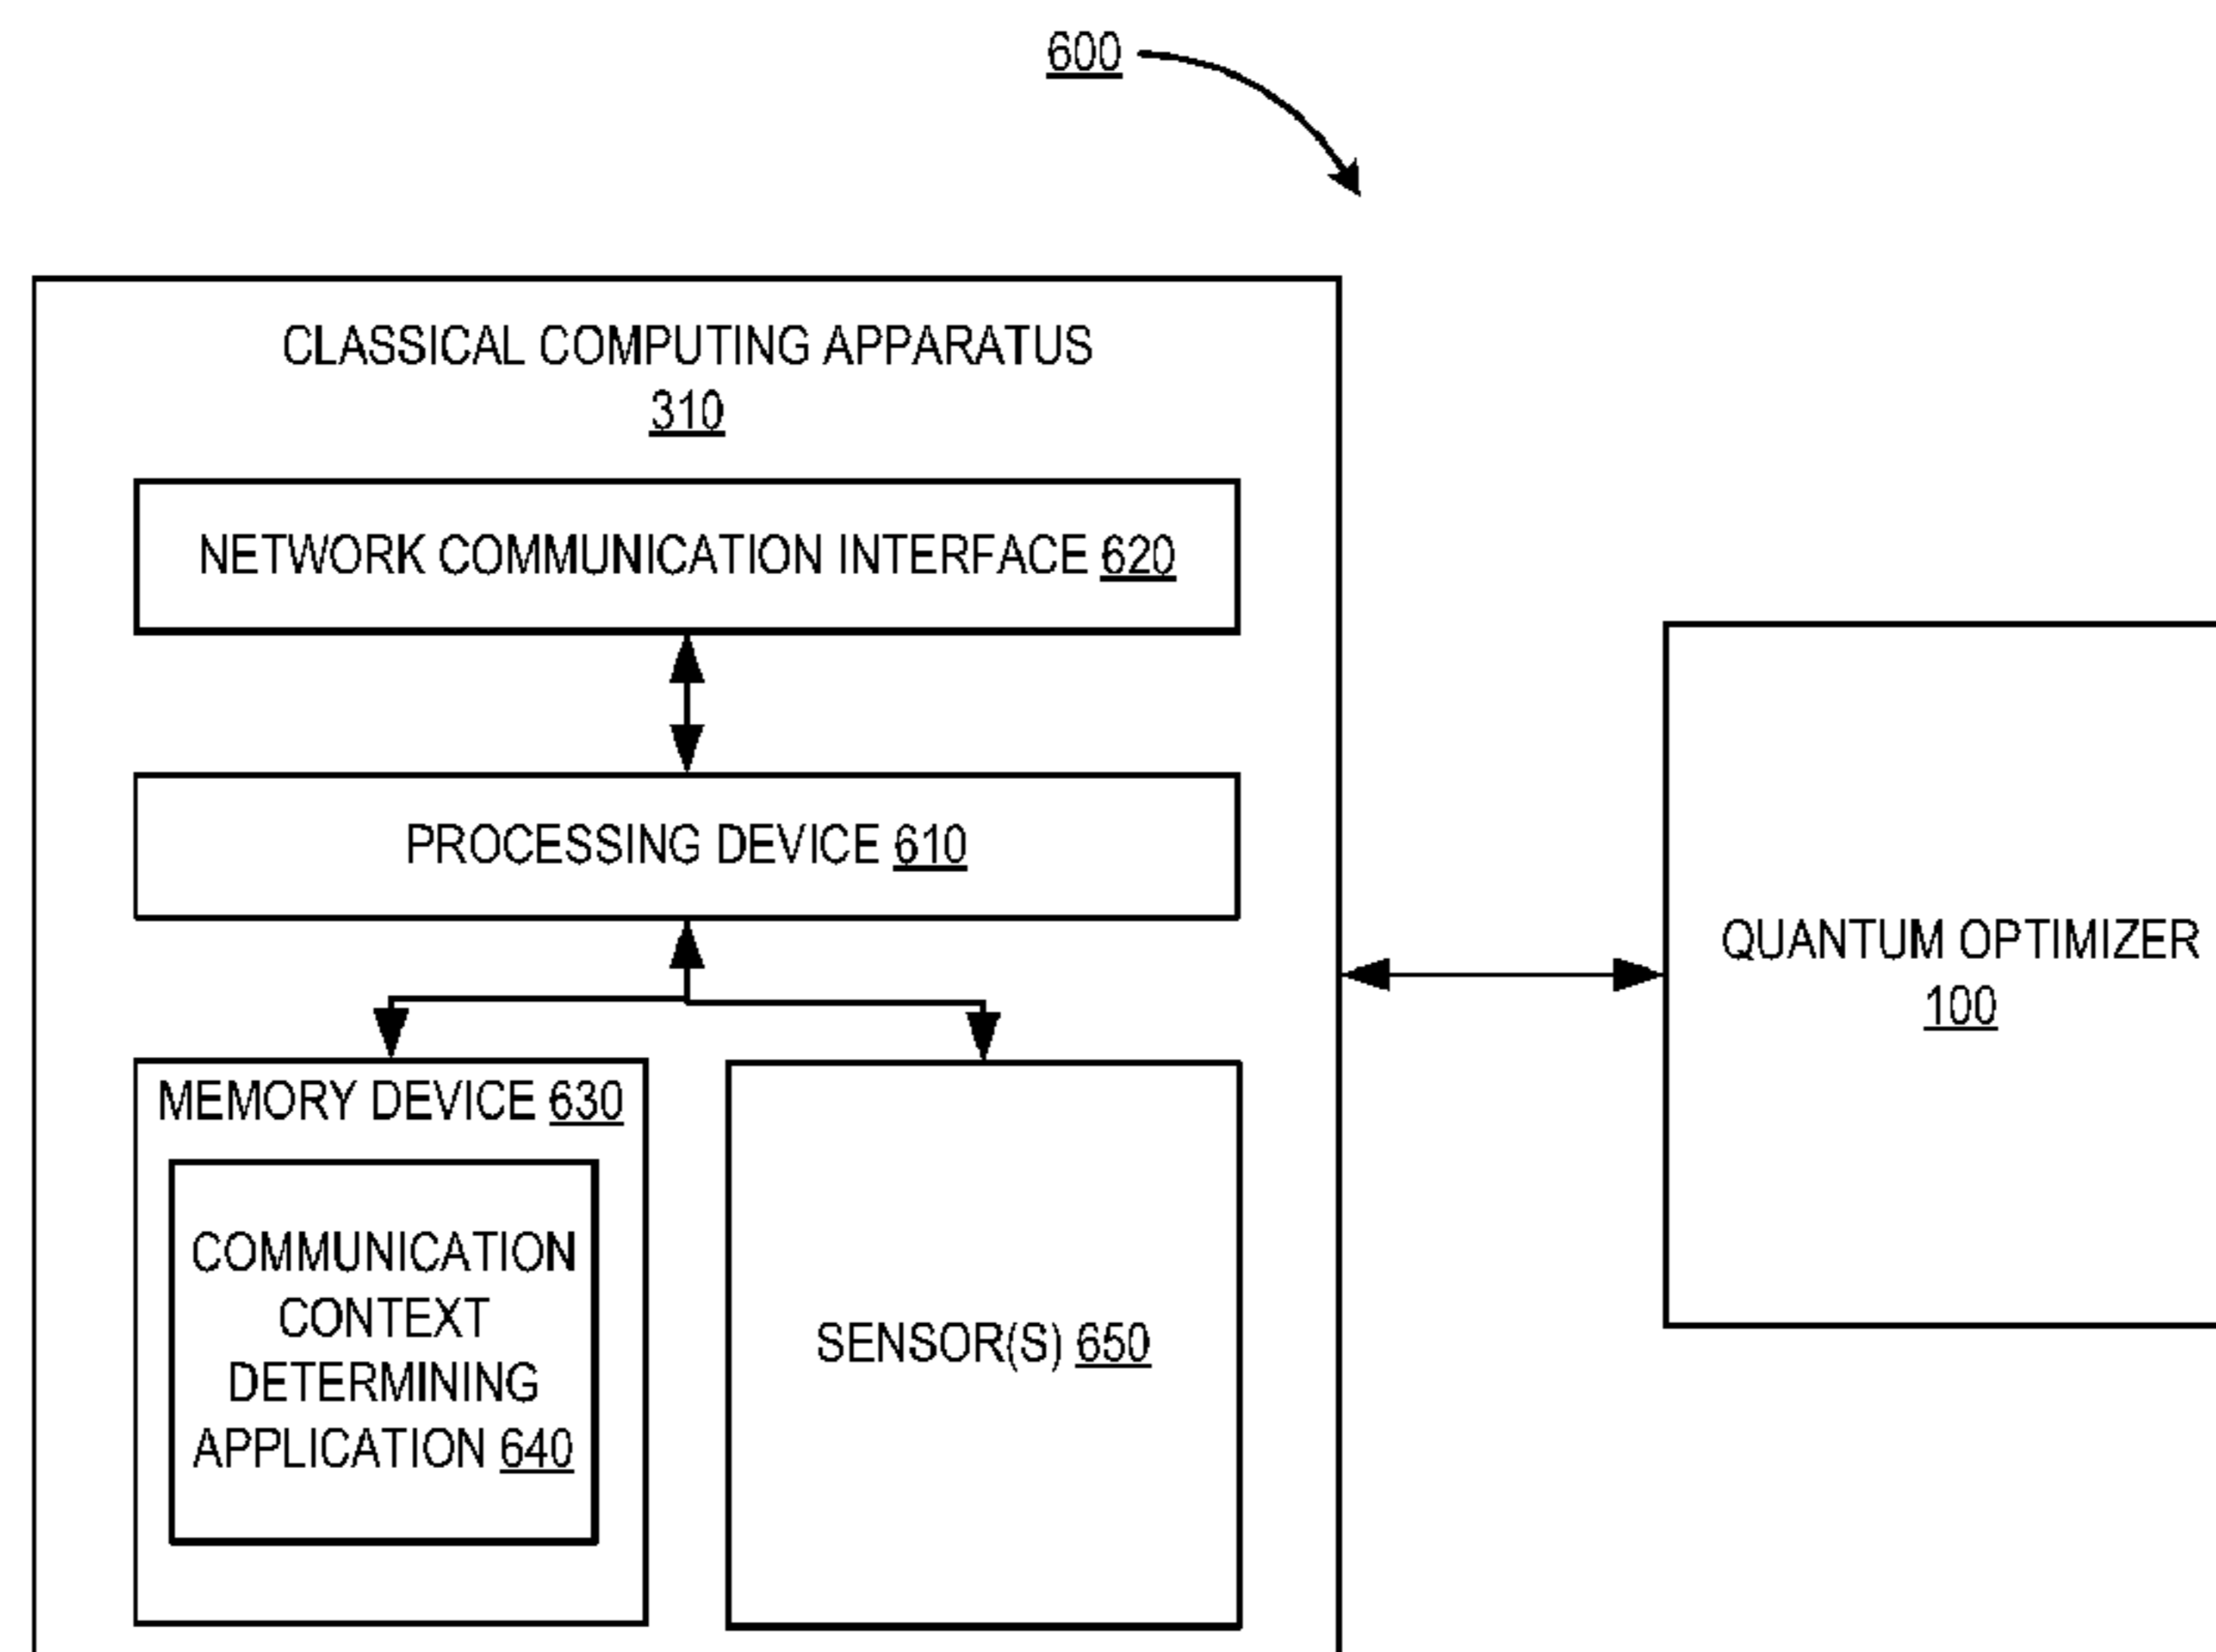 600
CLASSICAL COMPUTING APPARATUS
310
NETWORK COMMUNICATION INTERFACE 620
PROCESSING DEVICE 610
MEMORY DEVICE 630
COMMUNICATION
CONTEXT
DETERMINING
APPLICATION 640
SENSOR(S) 650
QUANTUM OPTIMIZER
100